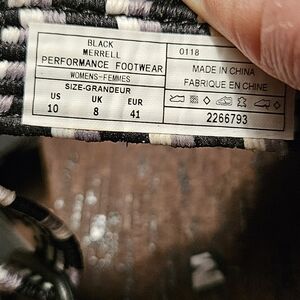 BLACK
MERRELL
PERFORMANCE FOOTWEAR
WOMENS-FEMMES
SIZE-GRANDEUR
US UK EUR
10 8 41
0118
MADE IN CHINA
FABRIQUE EN CHINE
2266793